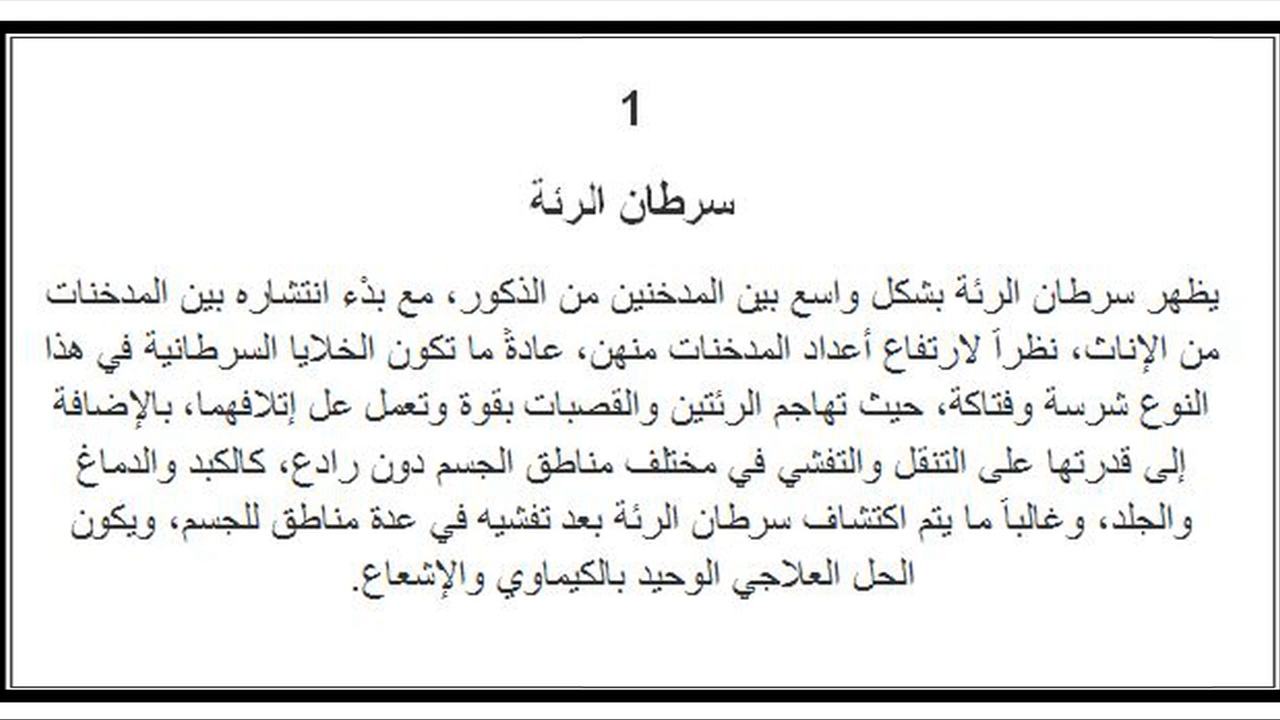 1
سرطان الرئة
يظهر سرطان الرئة بشكل واسع بين المدخنين من الذكور، مع بدْء انتشاره بين المدخنات
من الإناث، نظراً لارتفاع أعداد المدخنات منهن، عادةً ما تكون الخلايا السرطانية في هذا
النوع شرسة وفتاكة، حيث تهاجم الرئتين والقصبات بقوة وتعمل عل إتلافهما، بالإضافة
إلى قدرتها على التنقل والتفشي في مختلف مناطق الجسم دون رادع، كالكبد والدماغ
والجلد، وغالباً ما يتم اكتشاف سرطان الرئة بعد تفشيه في عدة مناطق للجسم، ويكون
الحل العلاجي الوحيد بالكيماوي والإشعاع.